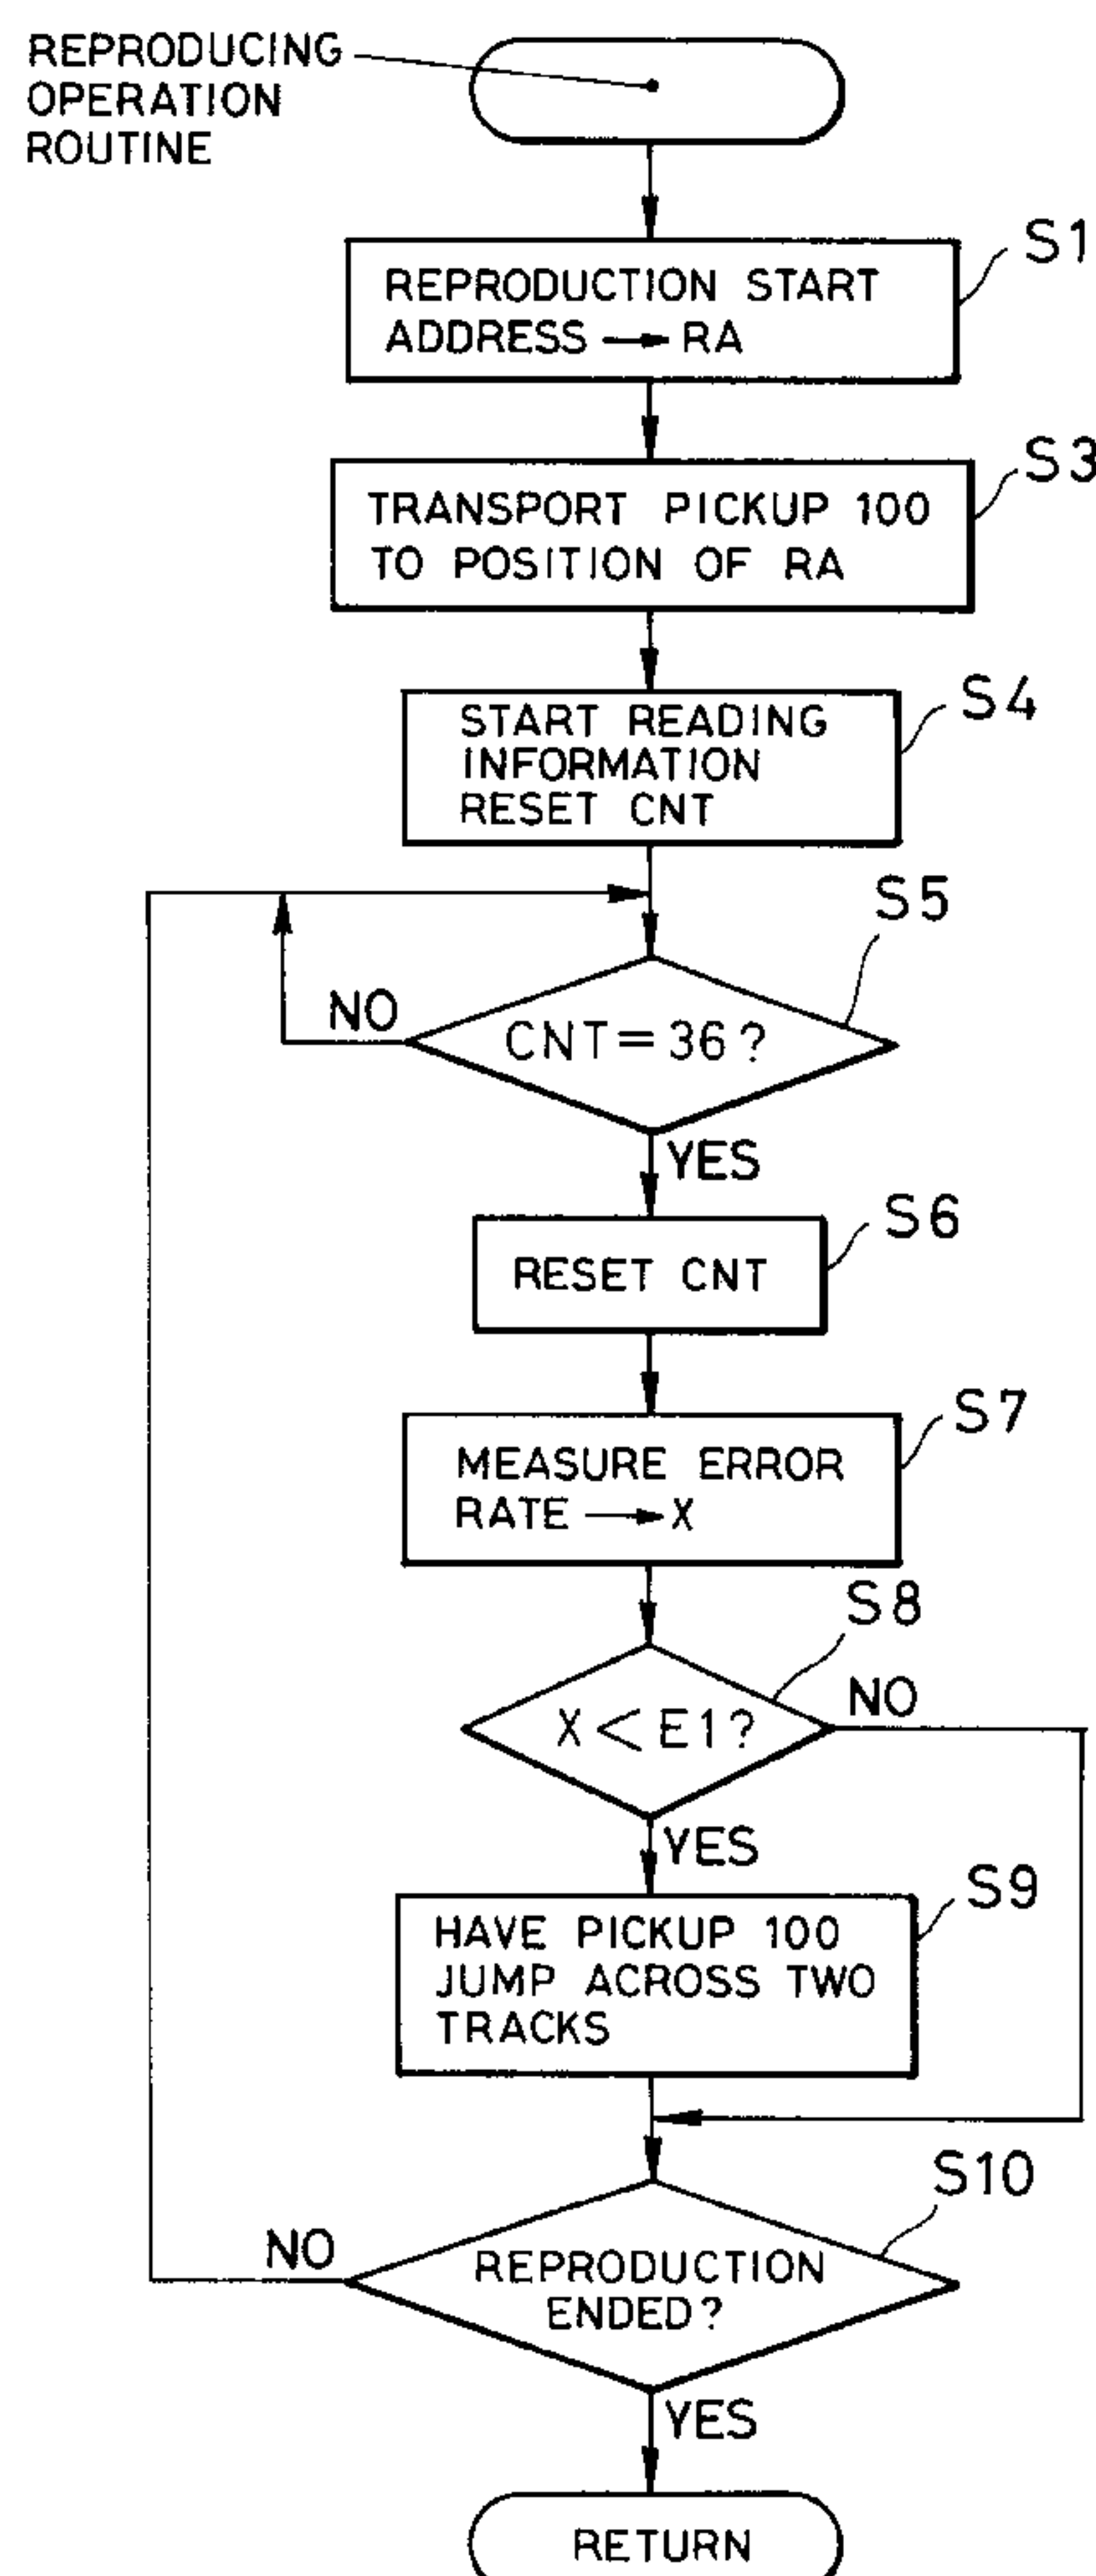 REPRODUCING
OPERATION
ROUTINE
S1
REPRODUCTION START
ADDRESS → RA
S3
TRANSPORT PICKUP 100
TO POSITION OF RA
S4
START READING
INFORMATION
RESET CNT
S5
NO
CNT = 36 ?
YES
S6
RESET CNT
S7
MEASURE ERROR
RATE → X
S8
NO
X < E1 ?
YES
S9
HAVE PICKUP 100
JUMP ACROSS TWO
TRACKS
S10
NO
REPRODUCTION
ENDED ?
YES
RETURN